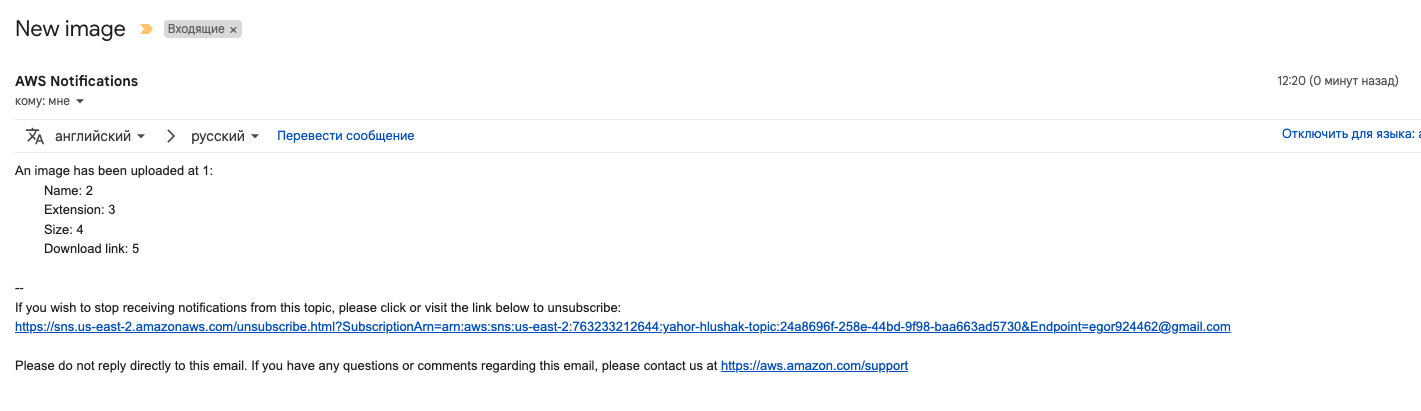 New image
Входящие ×
AWS Notifications
12:20 (0 минут назад)
кому: мне
английский
русский
Перевести сообщение
Отключить для языка: а
An image has been uploaded at 1:
Name: 2
Extension: 3
Size: 4
Download link: 5
--
If you wish to stop receiving notifications from this topic, please click or visit the link below to unsubscribe:
https://sns.us-east-2.amazonaws.com/unsubscribe.html?SubscriptionArn=arn:aws:sns:us-east-2:763233212644:yahor-hlushak-topic:24a8696f-258e-44bd-9f98-baa663ad5730&Endpoint=egor924462@gmail.com
Please do not reply directly to this email. If you have any questions or comments regarding this email, please contact us at https://aws.amazon.com/support